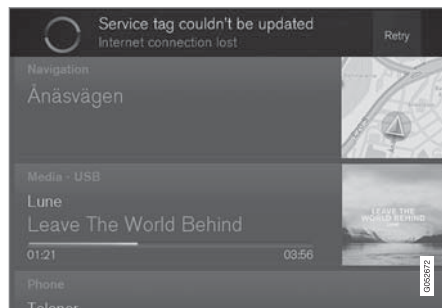 Service tag couldn't be updated
Internet connection lost
Retry
Navigation
Ånäsvägen
Media - USB
Lune
Leave The World Behind
01:21
03:56
LEAVE THE
WORLD BEHIND
Phone
G052672